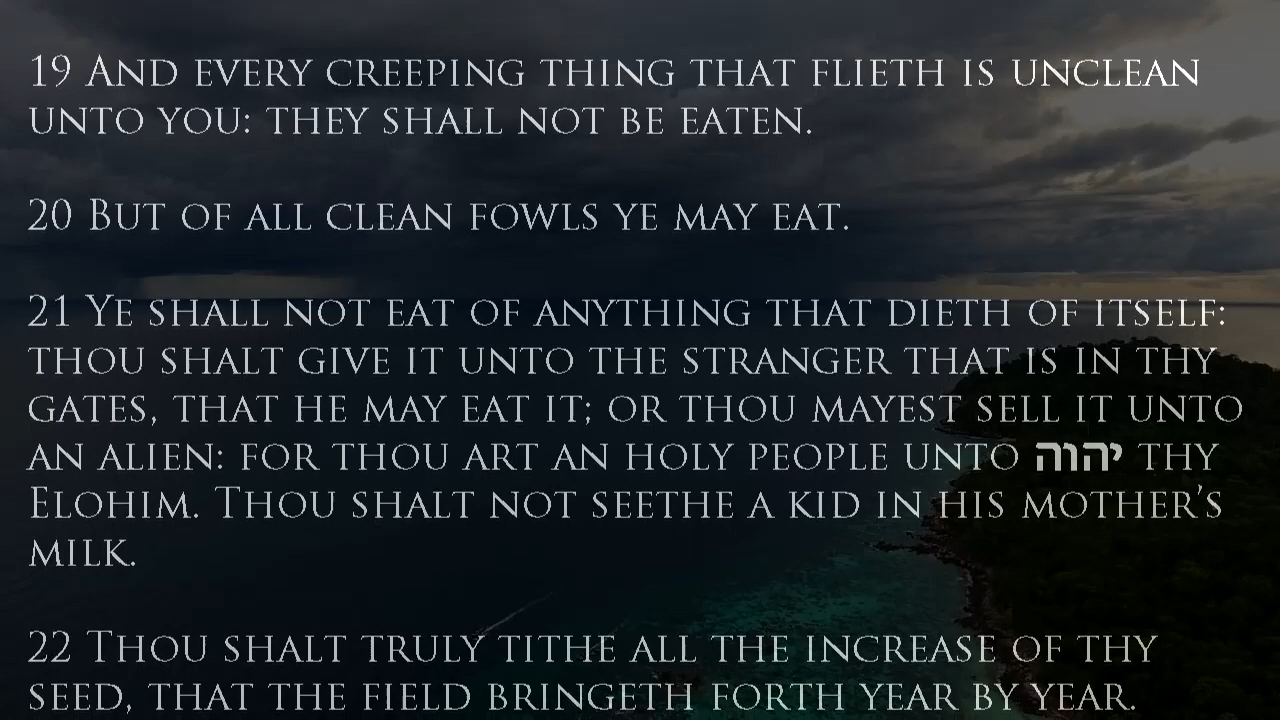 19 And every creeping thing that flieth is unclean
unto you: they shall not be eaten.
20 But of all clean fowls ye may eat.
21 Ye shall not eat of anything that dieth of itself:
thou shalt give it unto the stranger that is in thy
gates, that he may eat it; or thou mayest sell it unto
an alien: for thou art an holy people unto יהוה thy
Elohim. Thou shalt not seethe a kid in his mother's
milk.
22 Thou shalt truly tithe all the increase of thy
seed, that the field bringeth forth year by year.